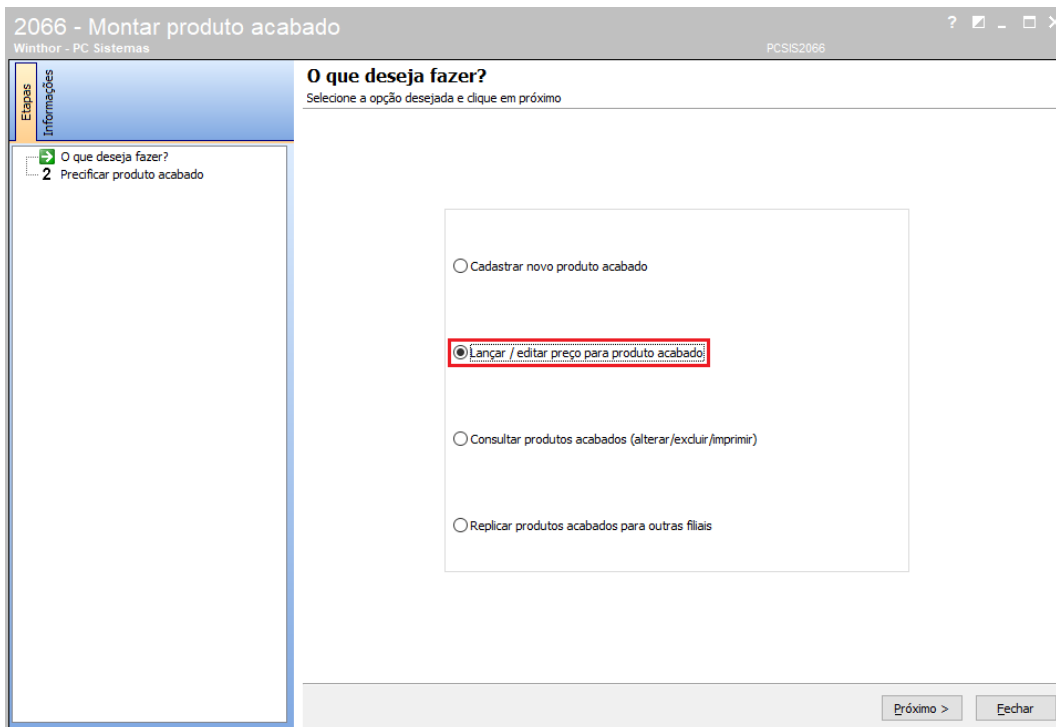 2066 - Montar produto acabado
Winthor - PC Sistemas
PCSIS2066
Etapas
Informações
O que deseja fazer?
2 Precificar produto acabado
O que deseja fazer?
Selecione a opção desejada e clique em próximo
Cadastrar novo produto acabado
Lançar / editar preço para produto acabado
Consultar produtos acabados (alterar/excluir/imprimir)
Replicar produtos acabados para outras filiais
Próximo >
Fechar